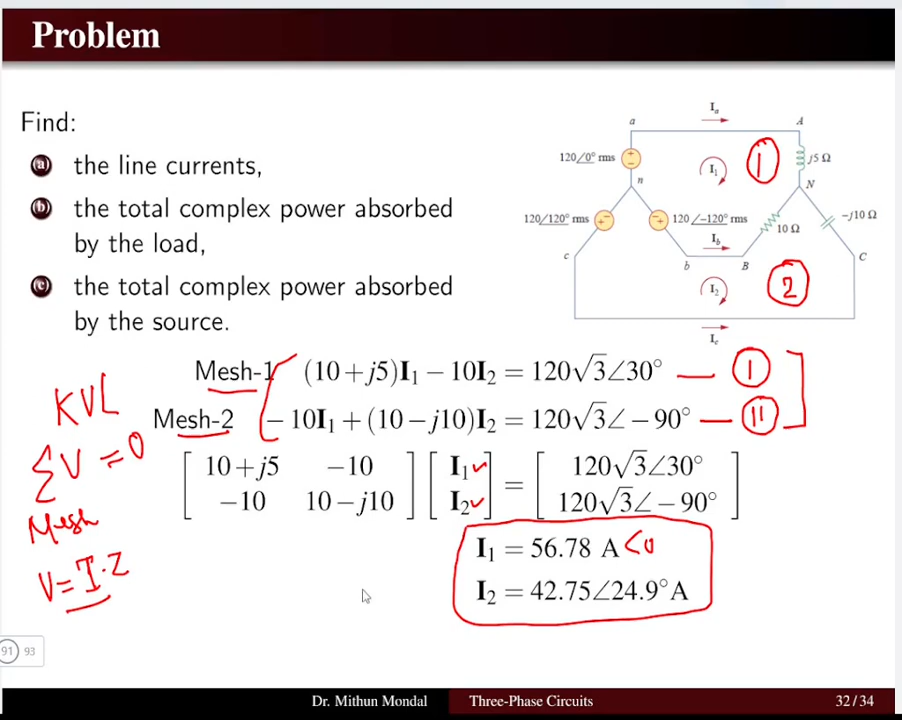 Problem
Find:
a the line currents,
b the total complex power absorbed
by the load,
c the total complex power absorbed
by the source.
Iₐ
a
A
120/0° rms
I₁
1
j5 Ω
n
N
120/120° rms
120 /−120° rms
10 Ω
−j10 Ω
I_b
c
b
B
C
I₂
2
I_c
Mesh-1 (10+j5)I₁ − 10I₂ = 120√3∠30° — I
Mesh-2 − 10I₁ + (10−j10)I₂ = 120√3∠−90° — II
KVL
ΣV = 0
Mesh
V = I·Z
[10+j5 −10] [I₁] = [120√3∠30°]
[−10 10−j10] [I₂] [120√3∠−90°]
I₁ = 56.78 A <0
I₂ = 42.75∠24.9° A
91 93
Dr. Mithun Mondal Three-Phase Circuits 32/34